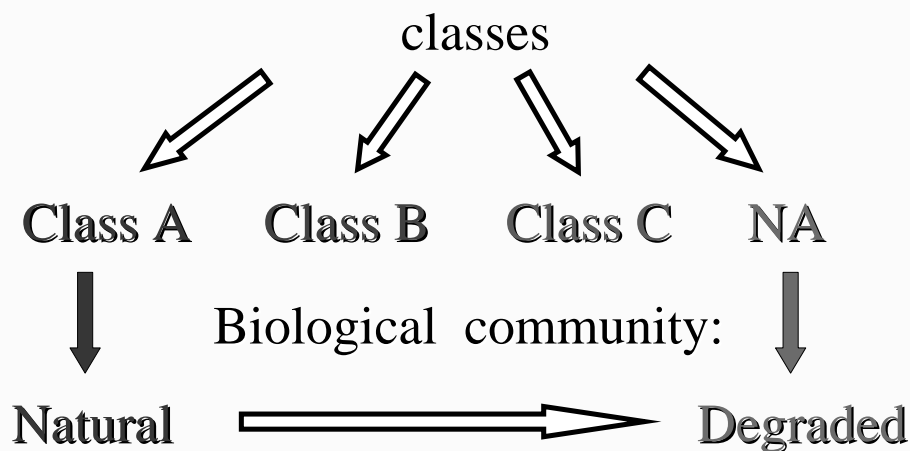 classes
Class A Class B Class C NA
Biological community:
Natural Degraded